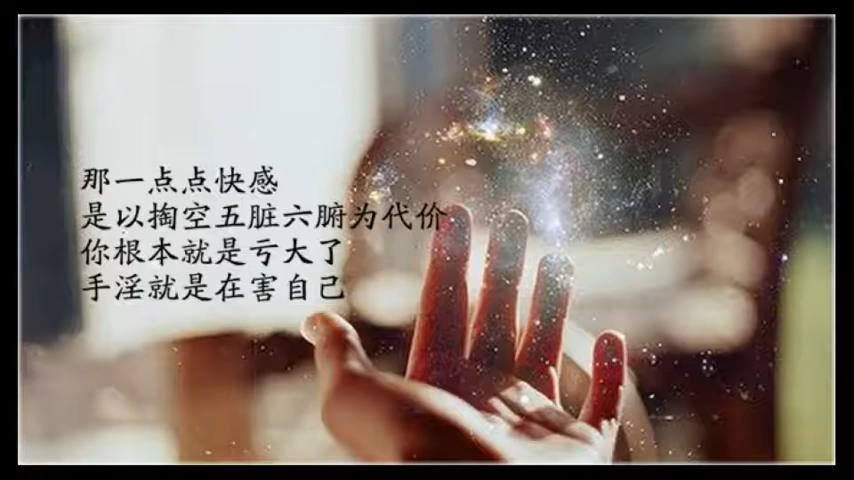 那一点点快感
是以掏空五脏六腑为代价
你根本就是亏大了
手淫就是在害自己